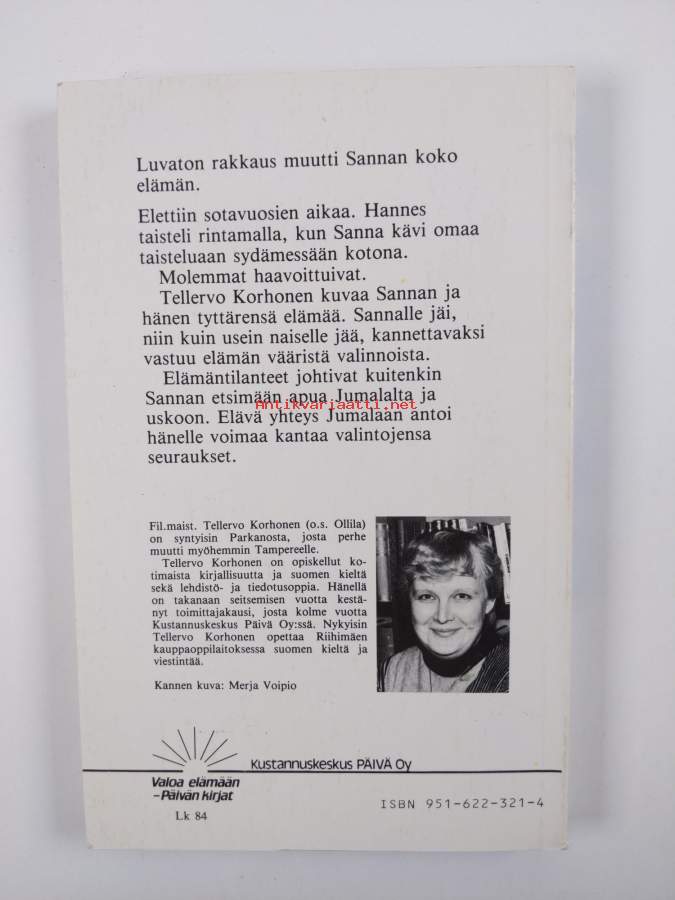 Luvaton rakkaus muutti Sannan koko
elämän.
Elettiin sotavuosien aikaa. Hannes
taisteli rintamalla, kun Sanna kävi omaa
taisteluaan sydämessään kotona.
Molemmat haavoittuivat.
Tellervo Korhonen kuvaa Sannan ja
hänen tyttärensä elämää. Sannalle jäi,
niin kuin usein naiselle jää, kannettavaksi
vastuu elämän vääristä valinnoista.
Elämäntilanteet johtivat kuitenkin
Sannan etsimään apua Jumalalta ja
Antikvariaatti.net
uskoon. Elävä yhteys Jumalaan antoi
hänelle voimaa kantaa valintojensa
seuraukset.
Fil.maist. Tellervo Korhonen (o.s. Ollila)
on syntyisin Parkanosta, josta perhe
muutti myöhemmin Tampereelle.
Tellervo Korhonen on opiskellut ko-
timaista kirjallisuutta ja suomen kieltä
sekä lehdistö- ja tiedotusoppia. Hänellä
on takanaan seitsemisen vuotta kestä-
nyt toimittajakausi, josta kolme vuotta
Kustannuskeskus Päivä Oy:ssä. Nykyisin
Tellervo Korhonen opettaa Riihimäen
kauppaoppilaitoksessa suomen kieltä ja
viestintää.
Kannen kuva: Merja Voipio
Kustannuskeskus PÄIVÄ Oy
Valoa elämään
–Päivän kirjat
Lk 84
ISBN 951-622-321-4